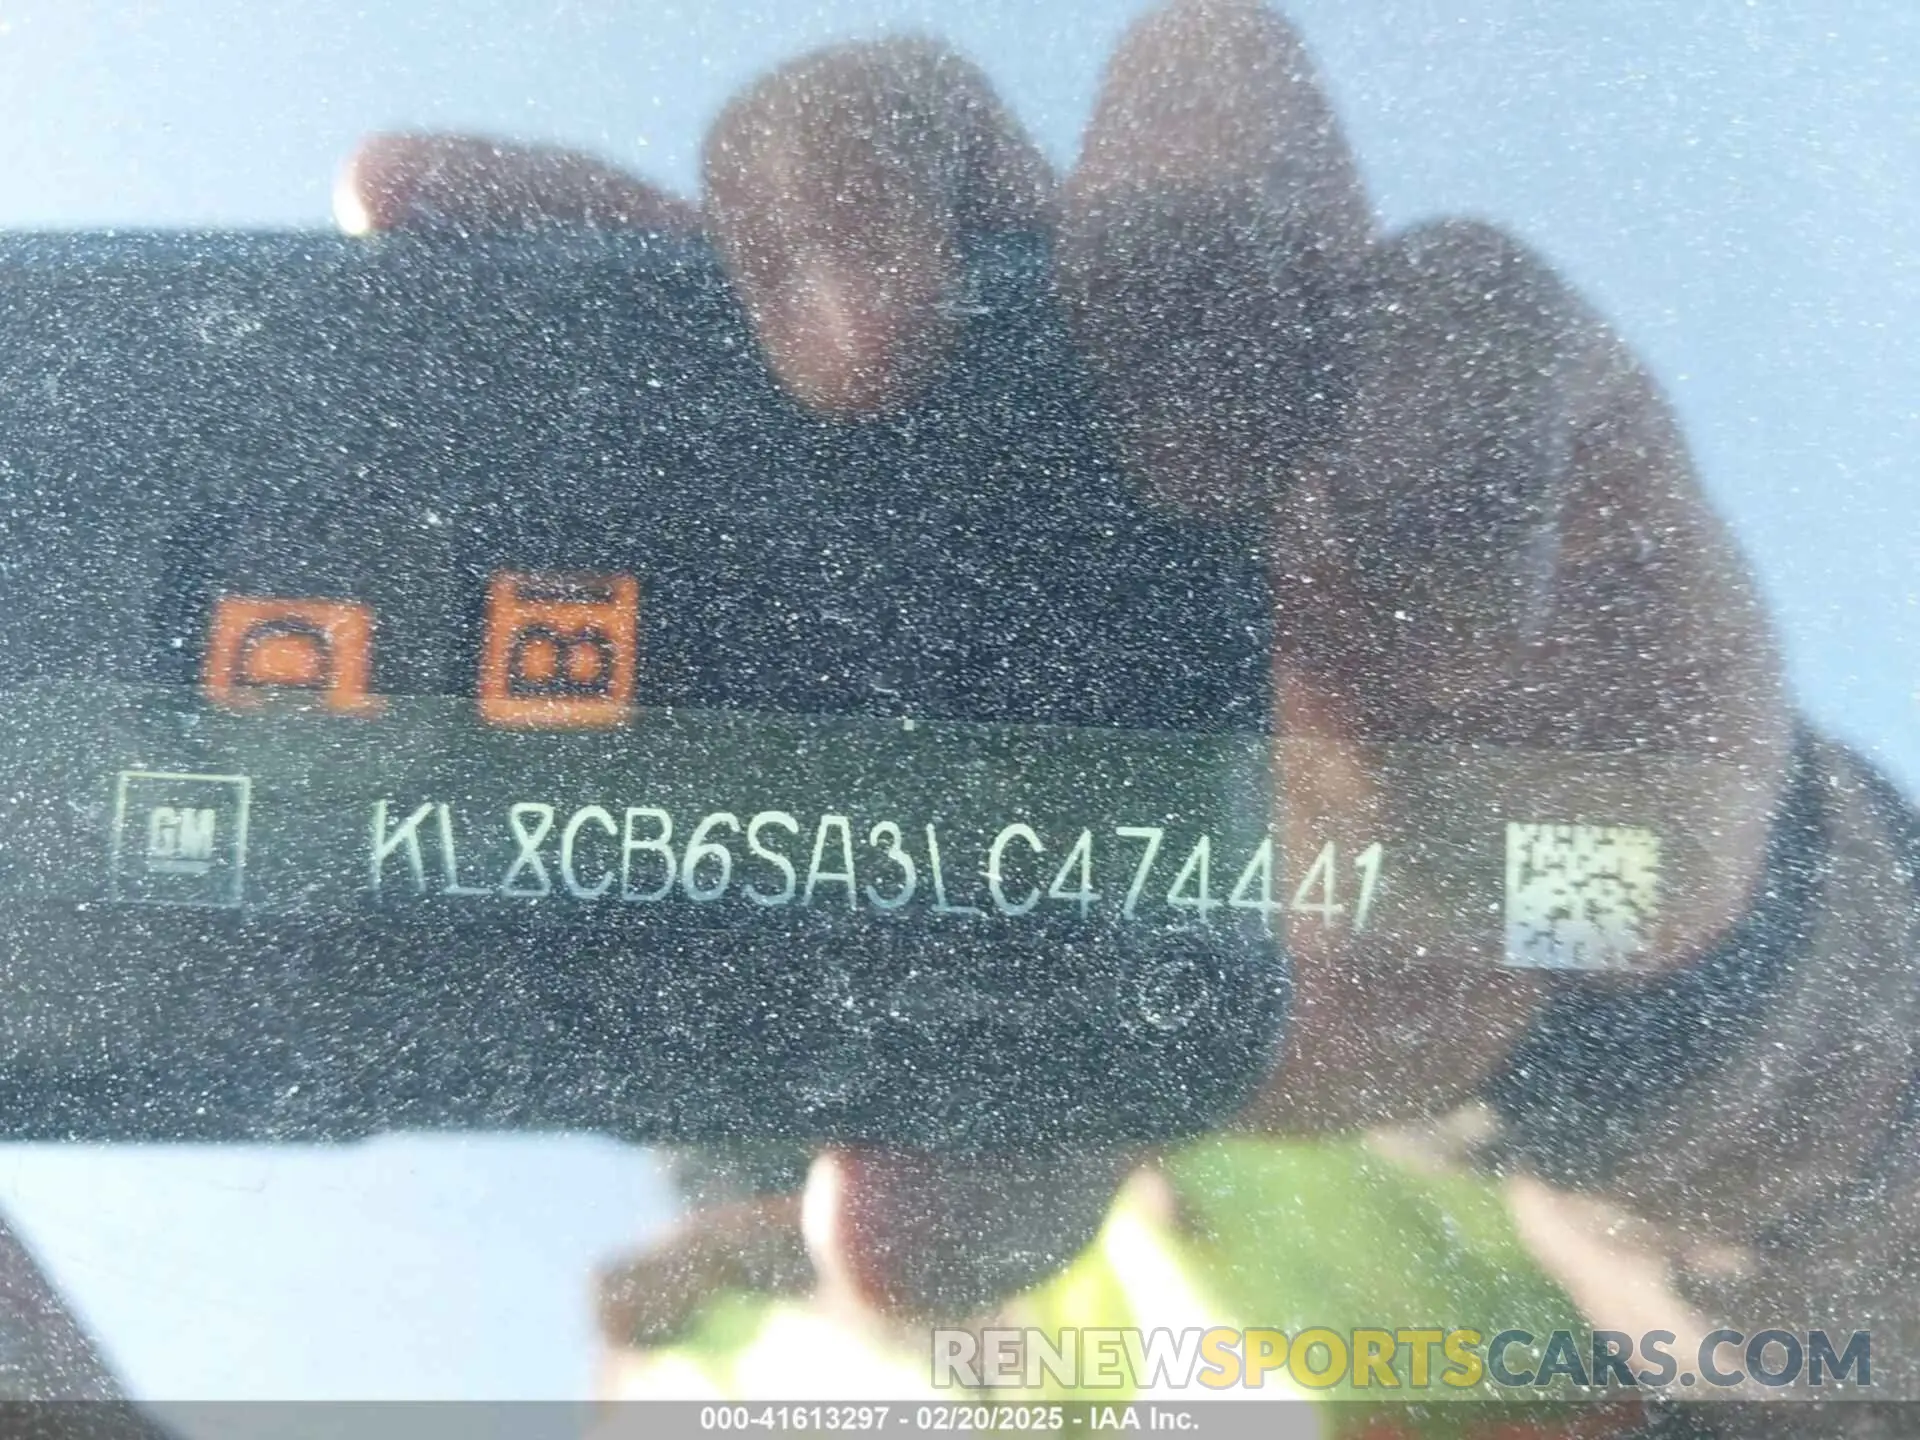 GM KL8CB6SA3LC474441
RENEWSPORTSCARS.COM
000-41613297 - 02/20/2025 - IAA Inc.